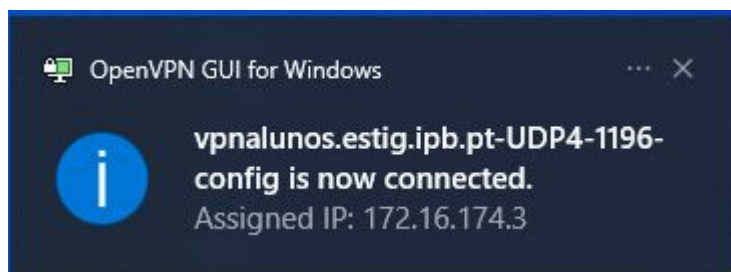 OpenVPN GUI for Windows
vpnalunos.estig.ipb.pt-UDP4-1196-
config is now connected.
Assigned IP: 172.16.174.3